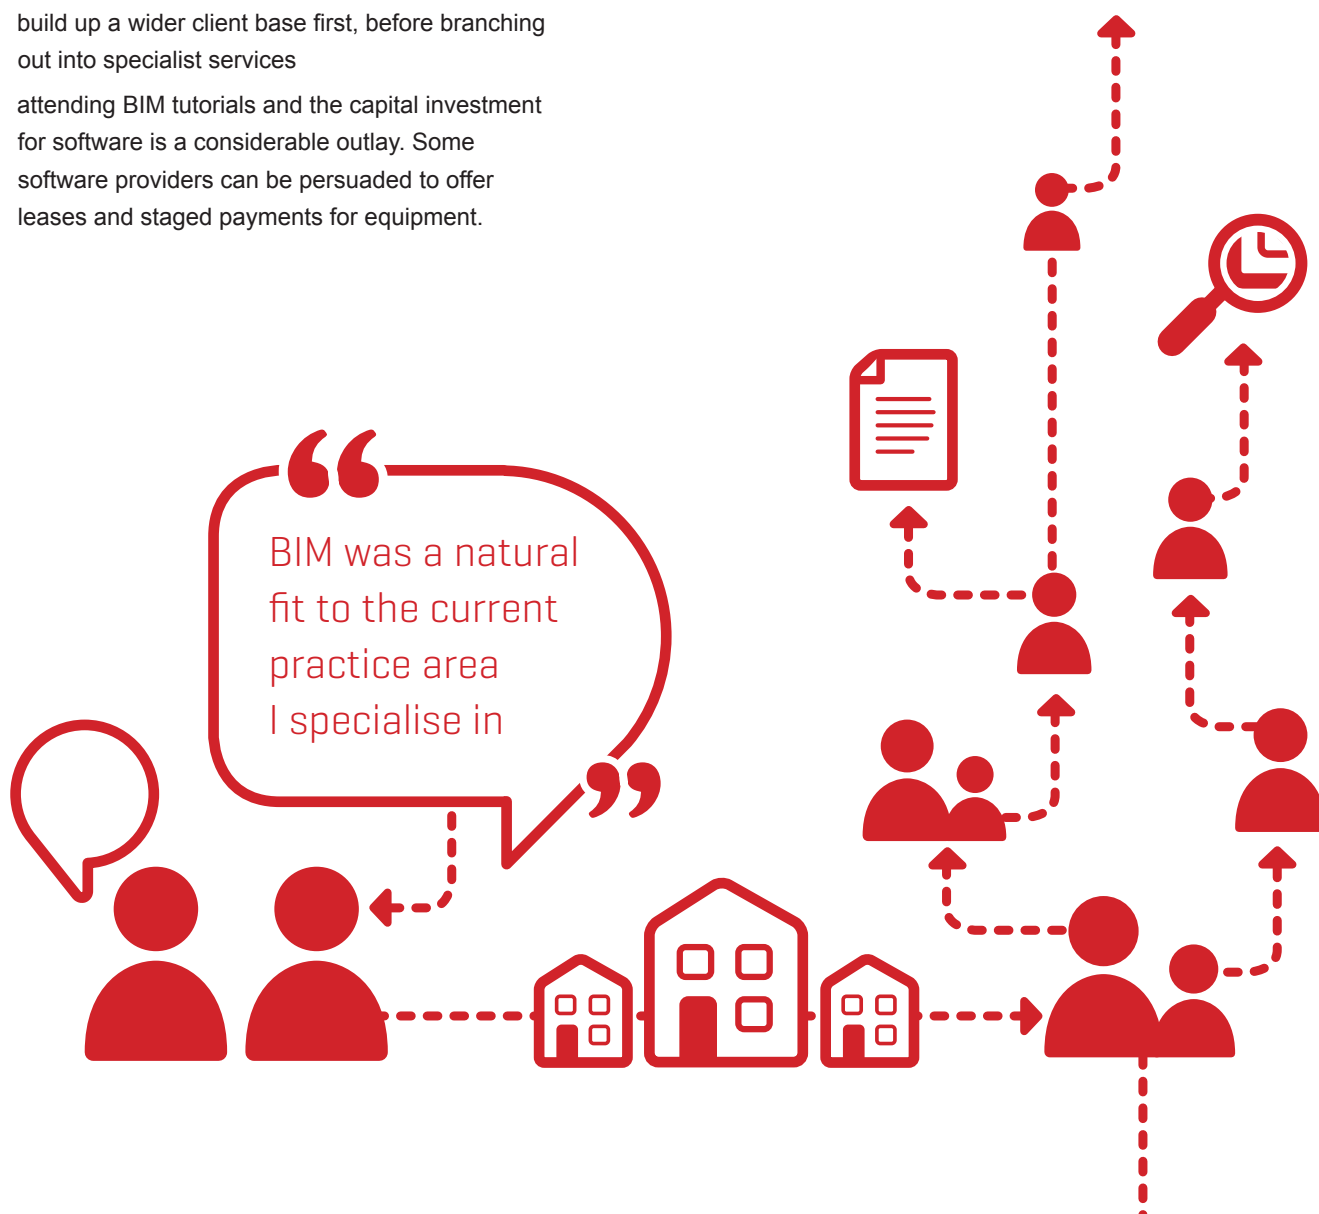 build up a wider client base first, before branching
out into specialist services
attending BIM tutorials and the capital investment
for software is a considerable outlay. Some
software providers can be persuaded to offer
leases and staged payments for equipment.
“
BIM was a natural
fit to the current
practice area
I specialise in
”